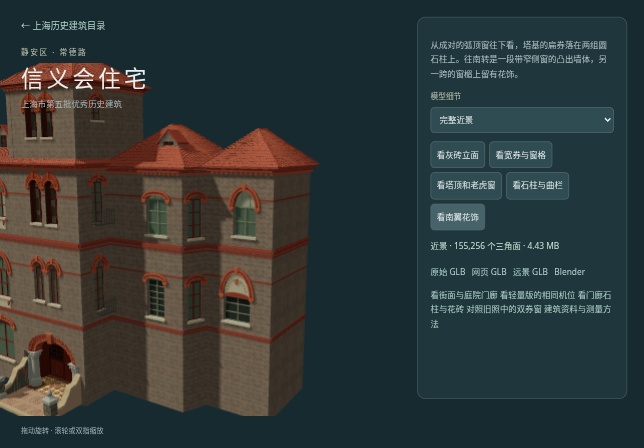 ← 上海历史建筑目录
静安区 · 常德路
信义会住宅
上海市第五批优秀历史建筑
拖动旋转 · 滚轮或双指缩放
从成对的弧顶窗往下看，塔基的扁券落在两组圆
石柱上。往南转是一段带窄侧窗的凸出墙体，另
一跨的窗楣上留有花饰。
模型细节
完整近景
看灰砖立面 看宽券与窗格
看塔顶和老虎窗 看石柱与曲栏
看南翼花饰
近景 · 155,256 个三角面 · 4.43 MB
原始 GLB 网页 GLB 远景 GLB Blender
看街面与庭院门廊 看轻量版的相同机位 看门廊石
柱与花砖 对照旧照中的双券窗 建筑资料与测量方
法